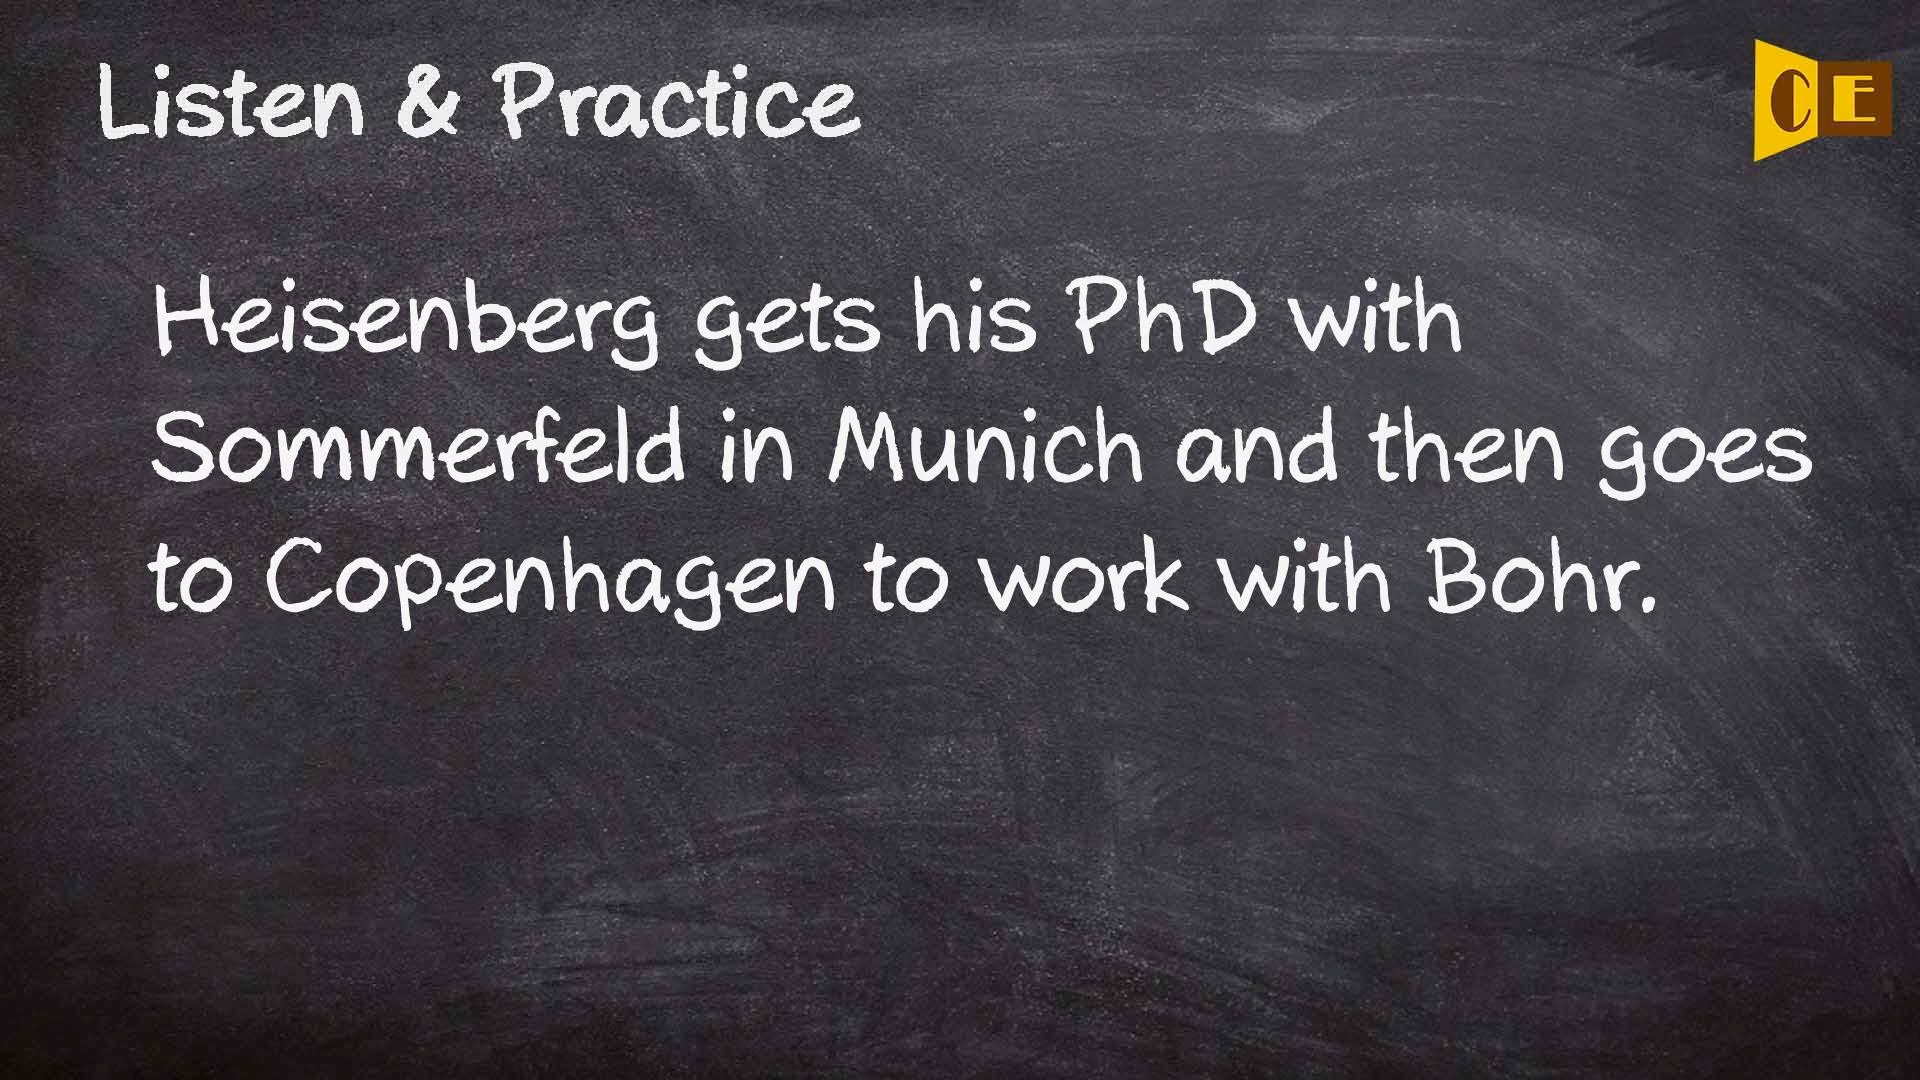 Listen & Practice
CE
Heisenberg gets his PhD with
Sommerfeld in Munich and then goes
to Copenhagen to work with Bohr.